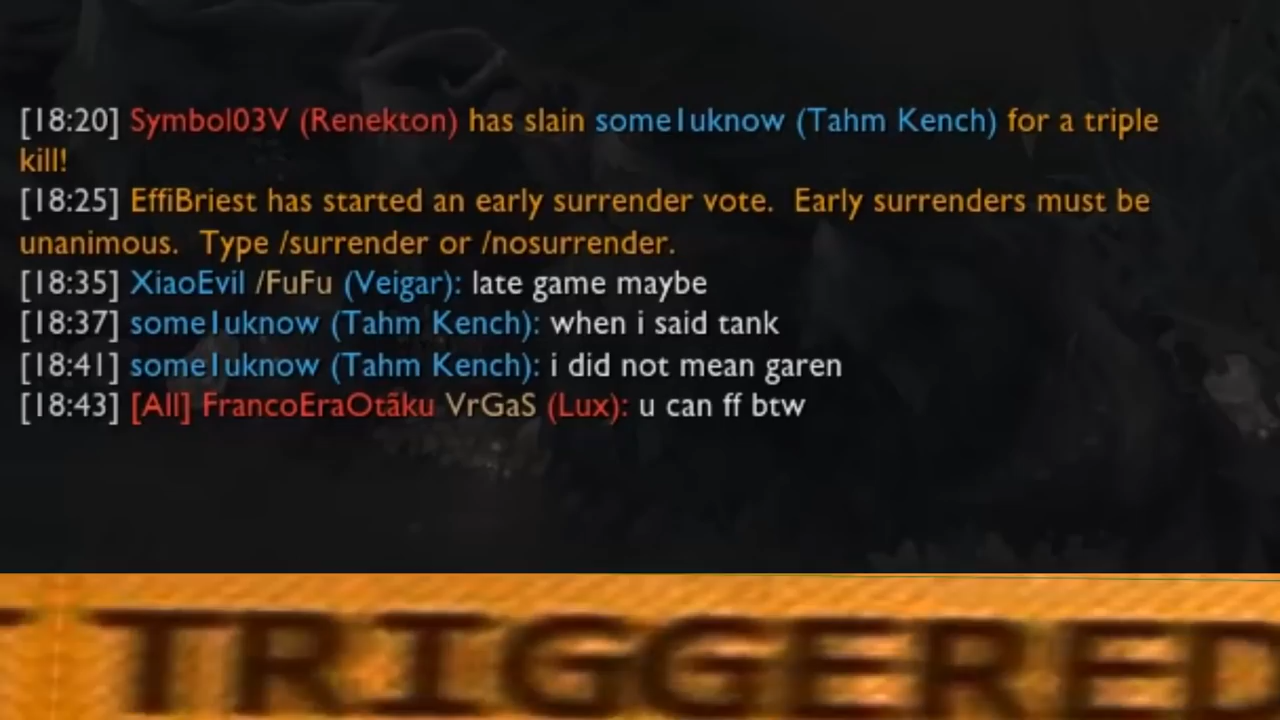 [18:20] Symbol03V (Renekton) has slain some1uknow (Tahm Kench) for a triple
kill!
[18:25] EffiBriest has started an early surrender vote.  Early surrenders must be
unanimous.  Type /surrender or /nosurrender.
[18:35] XiaoEvil /FuFu (Veigar): late game maybe
[18:37] some1uknow (Tahm Kench): when i said tank
[18:41] some1uknow (Tahm Kench): i did not mean garen
[18:43] [All] FrancoEraOtãku VrGaS (Lux): u can ff btw
TRIGGERED